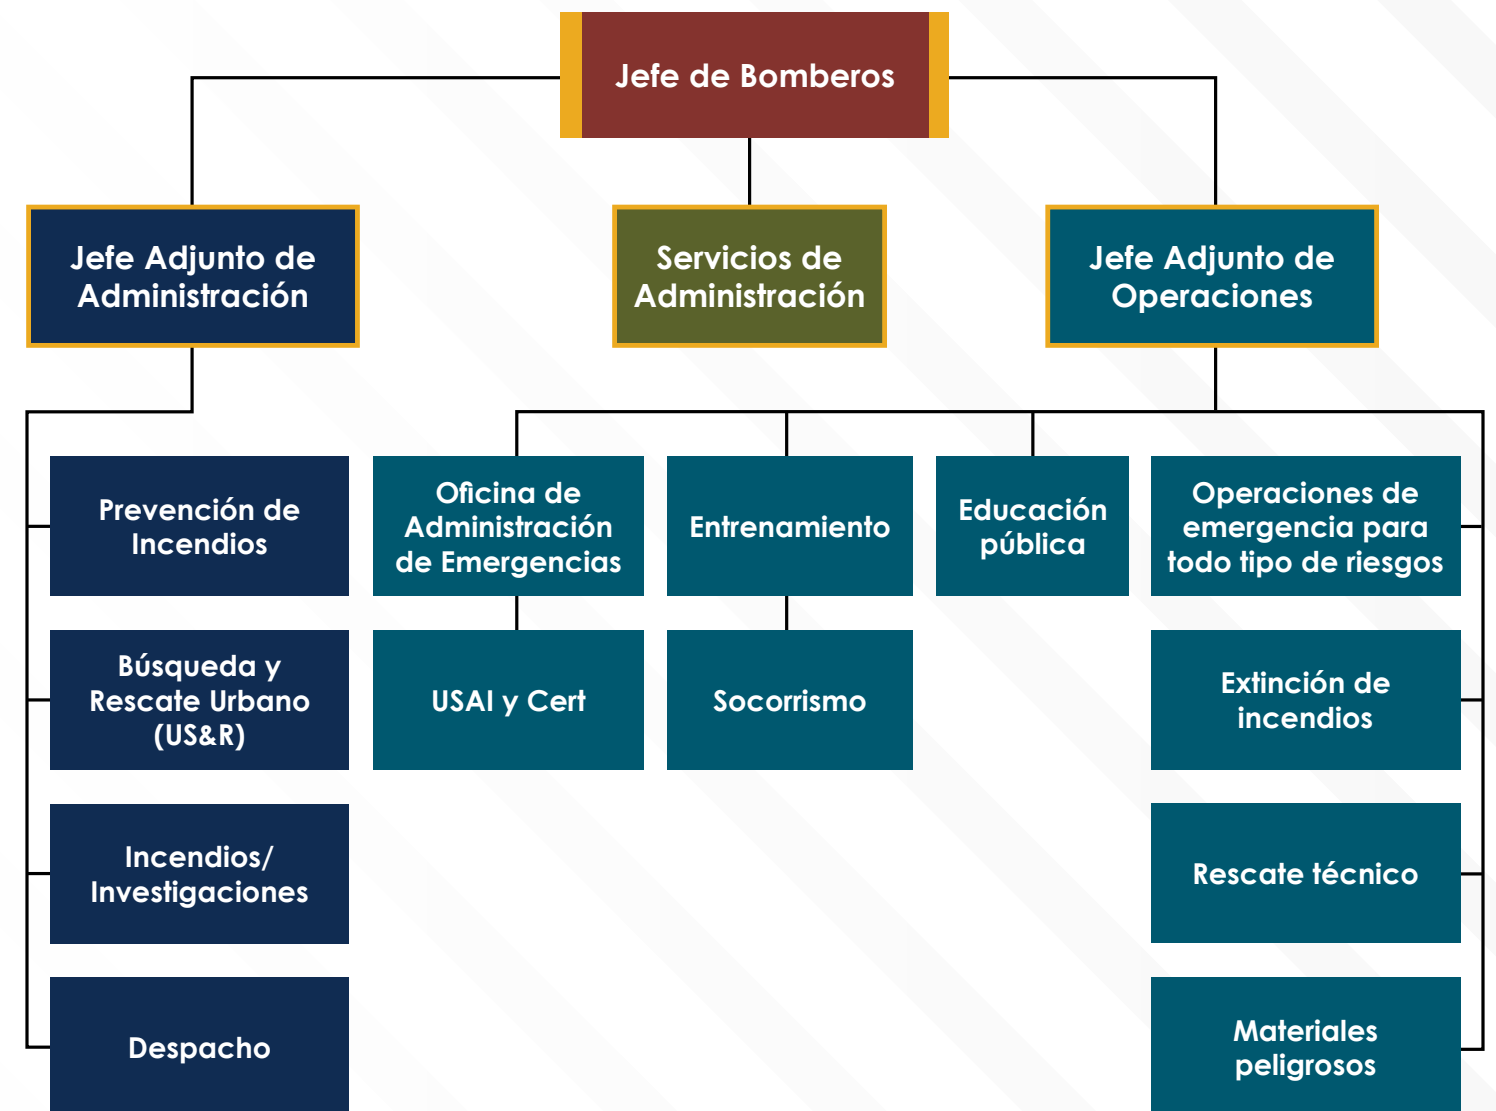 Jefe de Bomberos
Jefe Adjunto de
Administración
Servicios de
Administración
Jefe Adjunto de
Operaciones
Prevención de
Incendios
Oficina de
Administración
de Emergencias
Entrenamiento
Educación
pública
Operaciones de
emergencia para
todo tipo de riesgos
Búsqueda y
Rescate Urbano
(US&R)
USAI y Cert
Socorrismo
Extinción de
incendios
Incendios/
Investigaciones
Rescate técnico
Despacho
Materiales
peligrosos